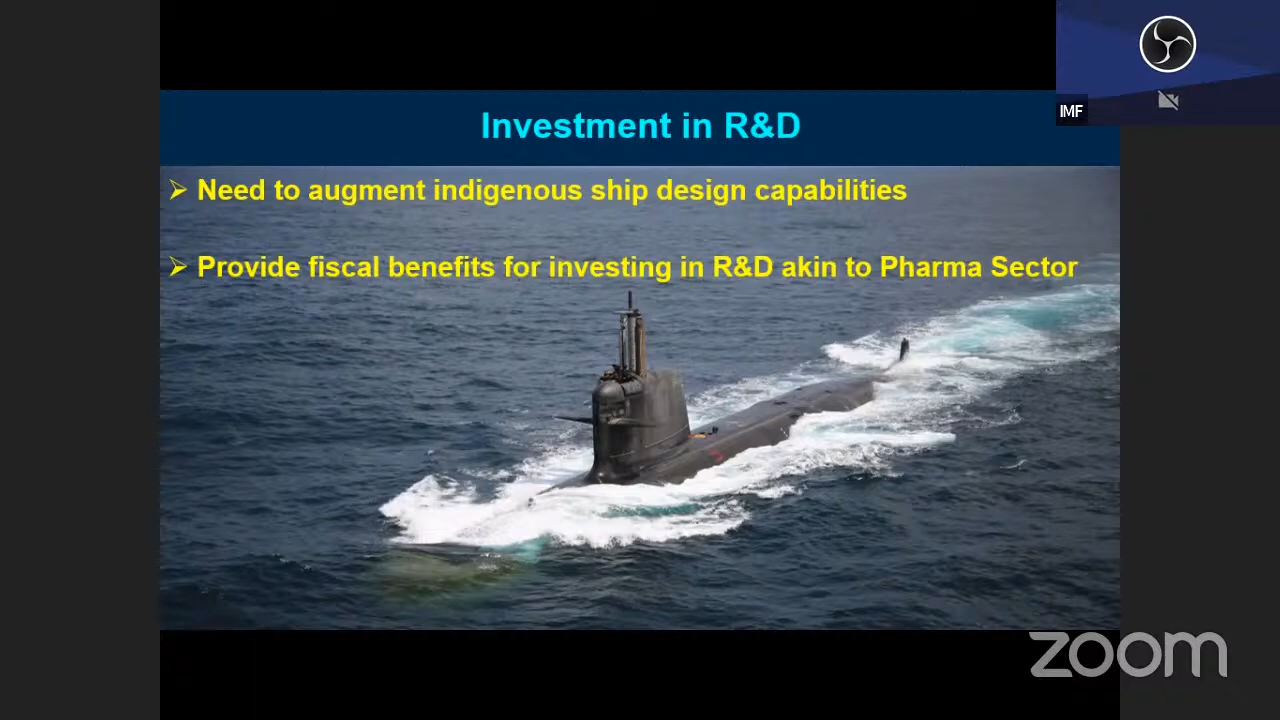 IMF
Investment in R&D
➢ Need to augment indigenous ship design capabilities
➢ Provide fiscal benefits for investing in R&D akin to Pharma Sector
zoom